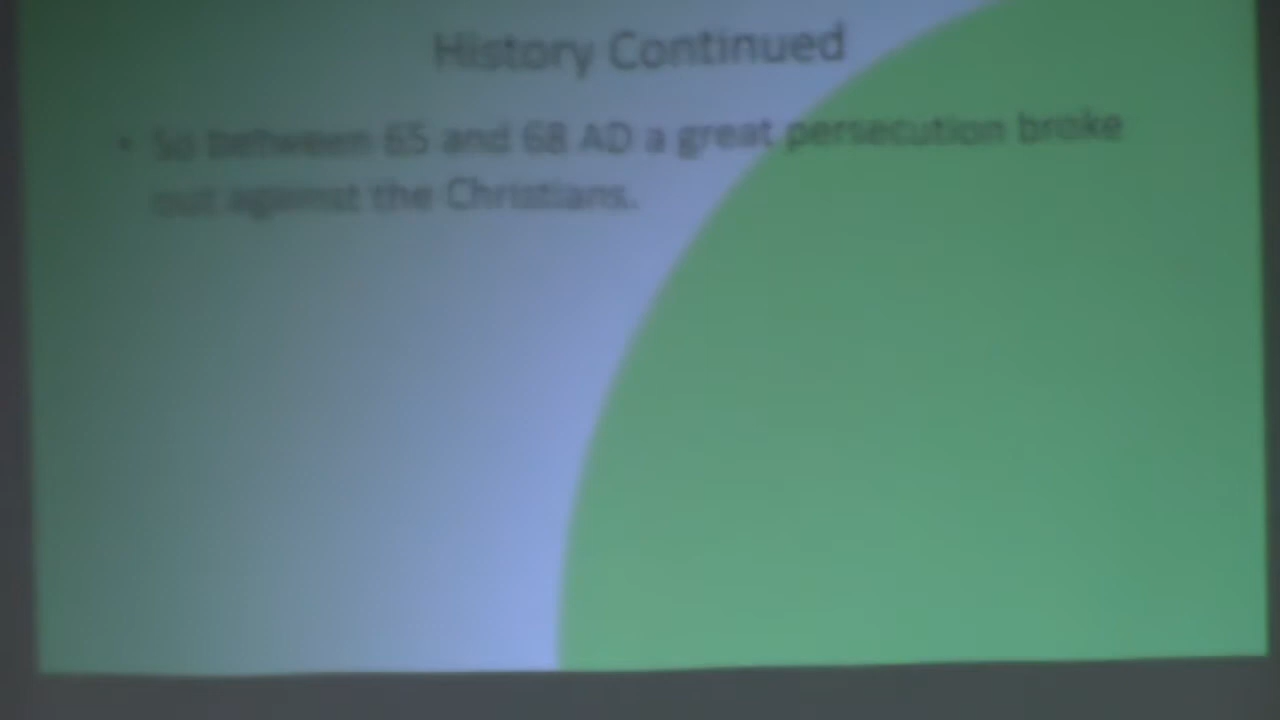 History Continued
• So between 65 and 68 AD a great persecution broke
out against the Christians.